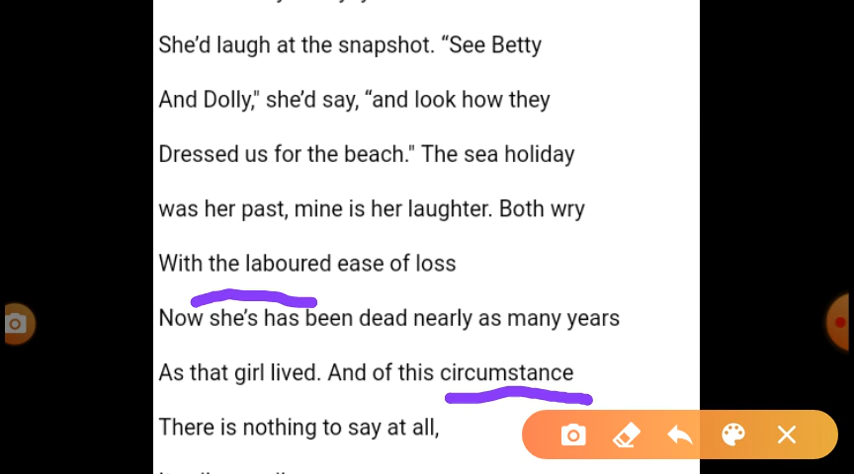 She’d laugh at the snapshot. “See Betty
And Dolly," she’d say, “and look how they
Dressed us for the beach." The sea holiday
was her past, mine is her laughter. Both wry
With the laboured ease of loss
Now she’s has been dead nearly as many years
As that girl lived. And of this circumstance
There is nothing to say at all,